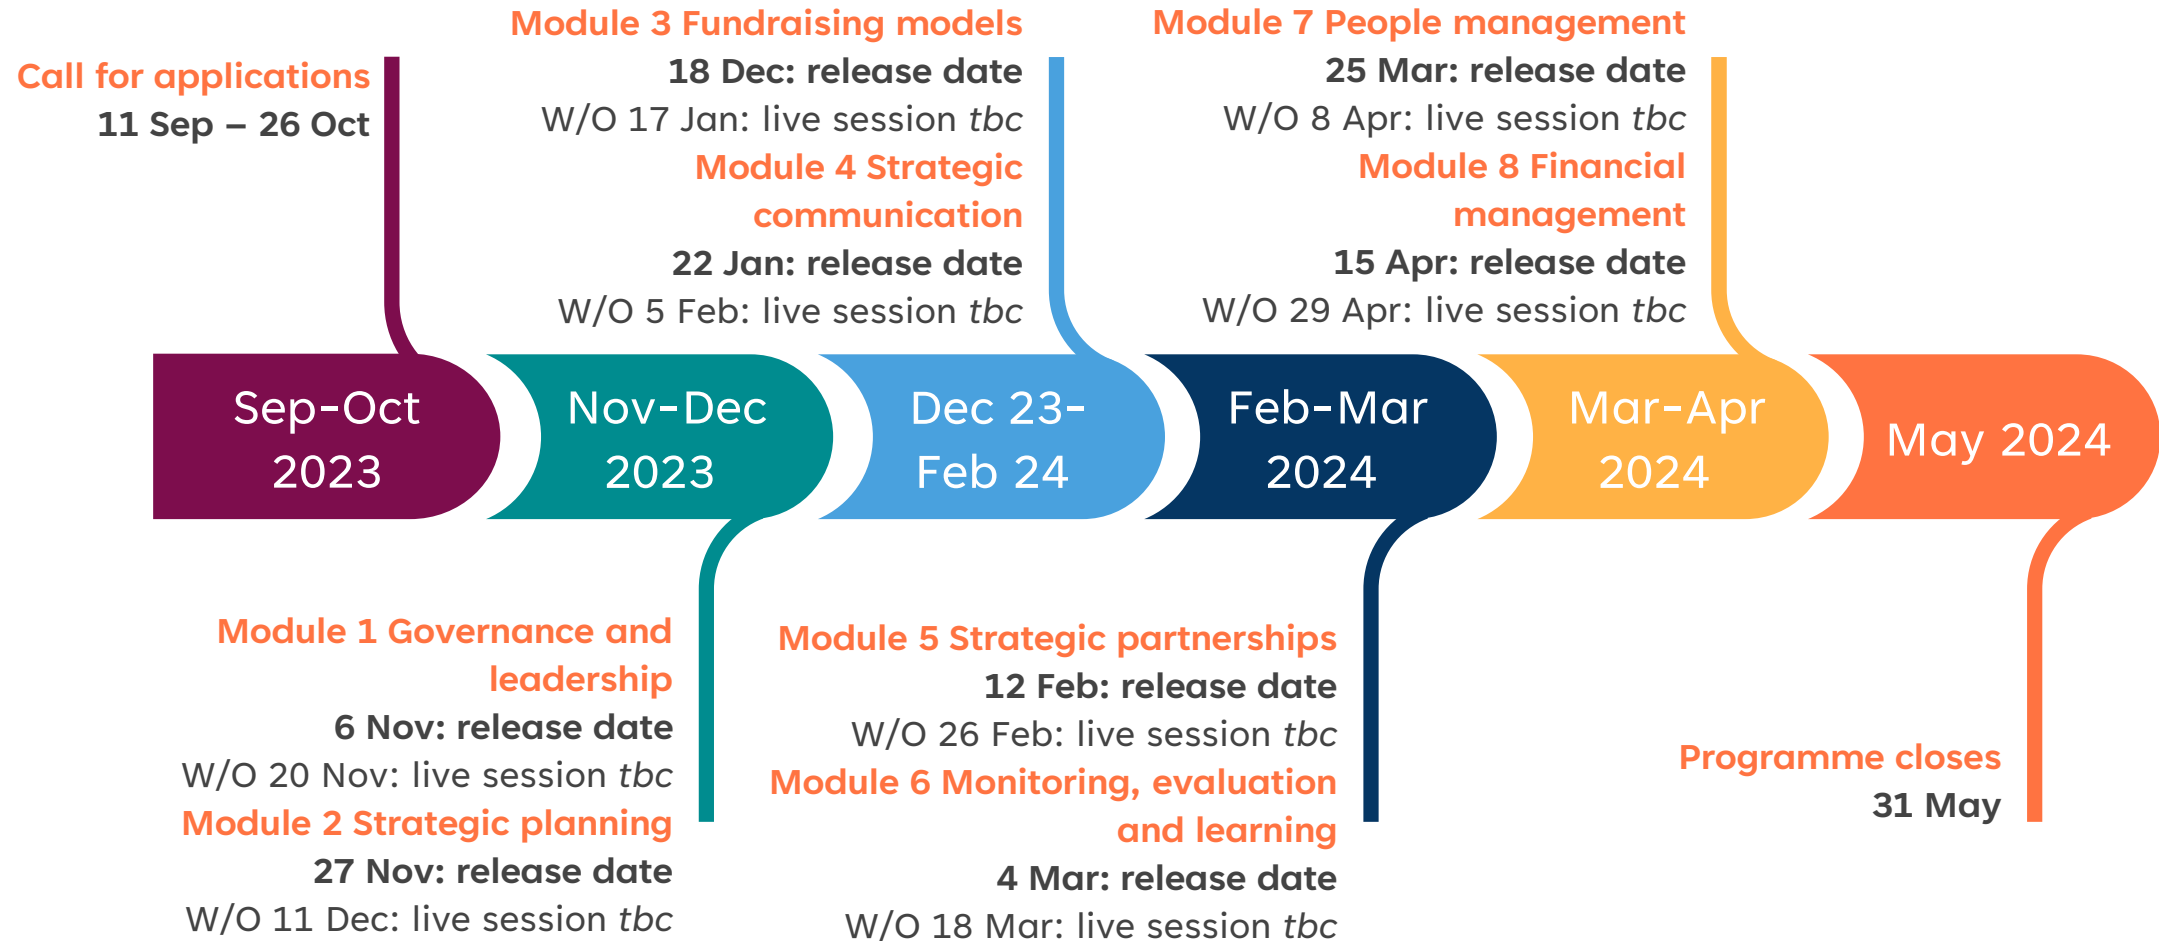 Call for applications
11 Sep – 26 Oct
Module 3 Fundraising models
18 Dec: release date
W/O 17 Jan: live session tbc
Module 4 Strategic
communication
22 Jan: release date
W/O 5 Feb: live session tbc
Module 7 People management
25 Mar: release date
W/O 8 Apr: live session tbc
Module 8 Financial
management
15 Apr: release date
W/O 29 Apr: live session tbc
Sep-Oct
2023
Nov-Dec
2023
Dec 23-
Feb 24
Feb-Mar
2024
Mar-Apr
2024
May 2024
Module 1 Governance and
leadership
6 Nov: release date
W/O 20 Nov: live session tbc
Module 2 Strategic planning
27 Nov: release date
W/O 11 Dec: live session tbc
Module 5 Strategic partnerships
12 Feb: release date
W/O 26 Feb: live session tbc
Module 6 Monitoring, evaluation
and learning
4 Mar: release date
W/O 18 Mar: live session tbc
Programme closes
31 May